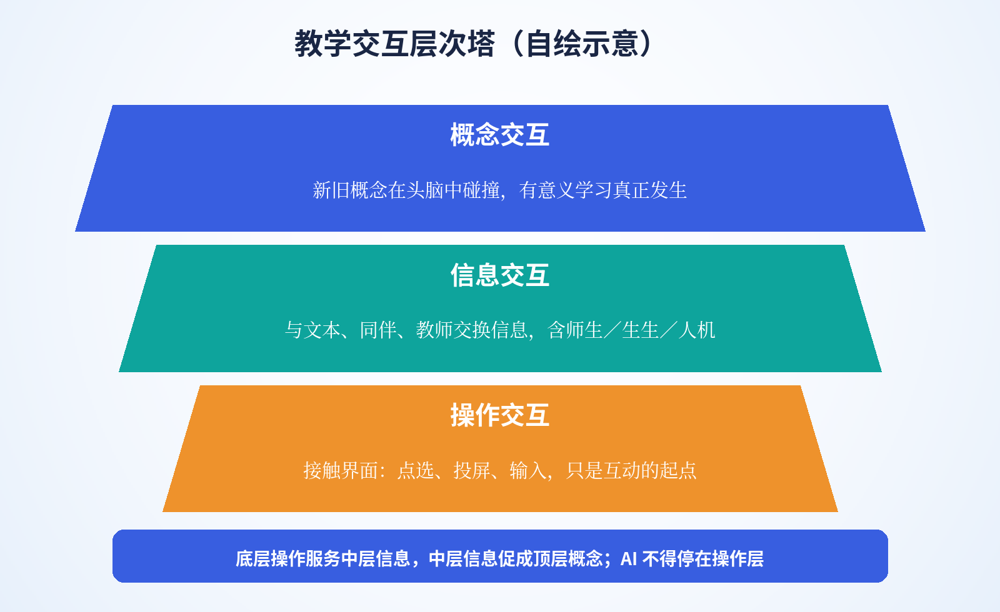 教学交互层次塔（自绘示意）
概念交互
新旧概念在头脑中碰撞，有意义学习真正发生
信息交互
与文本、同伴、教师交换信息，含师生／生生／人机
操作交互
接触界面：点选、投屏、输入，只是互动的起点
底层操作服务中层信息，中层信息促成顶层概念；AI 不得停在操作层